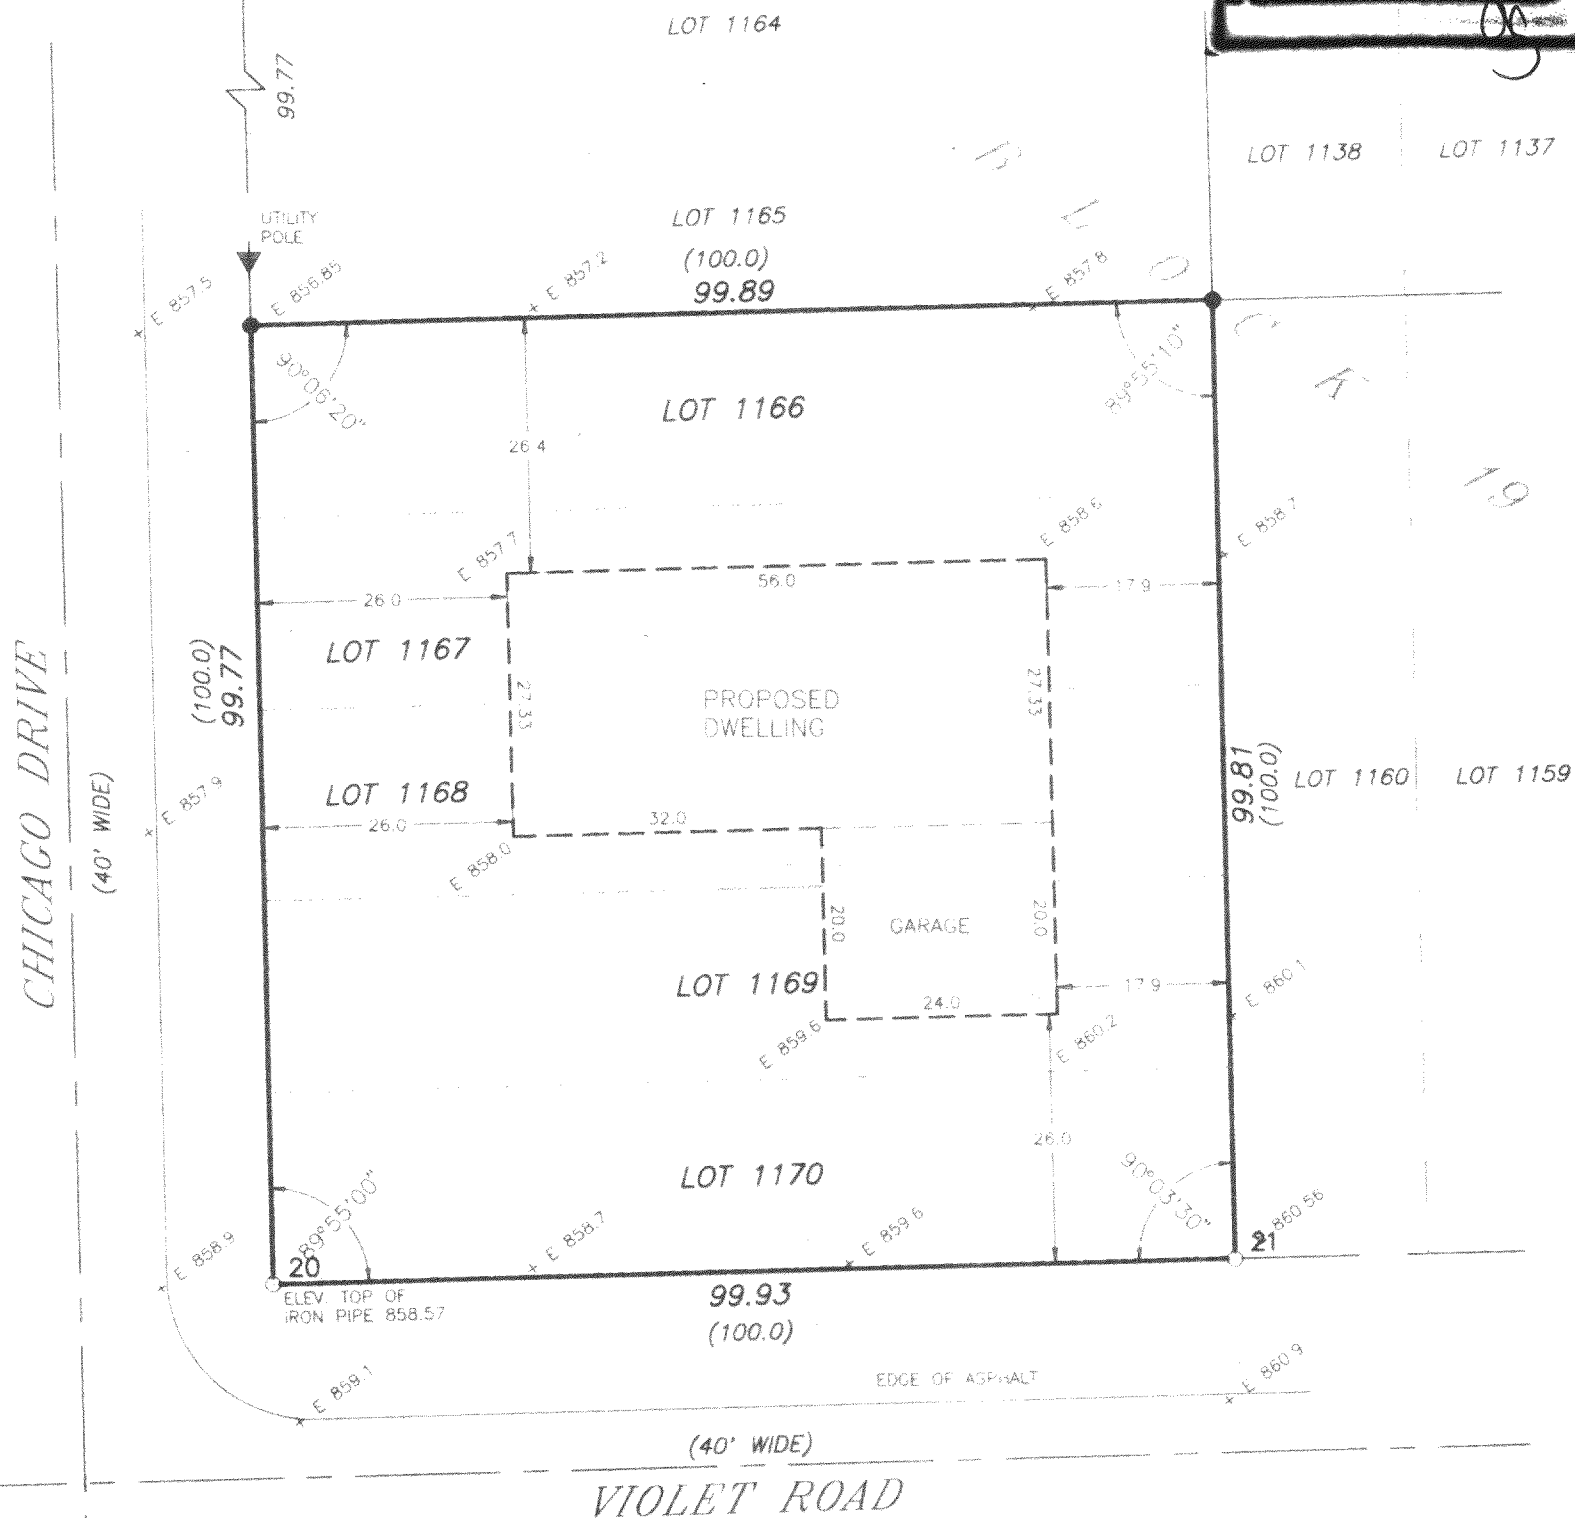 LOT 1164
99.77
LOT 1138
LOT 1137
UTILITY
POLE
LOT 1165
(100.0)
99.89
E 857.5
E 856.85
E 857.2
E 857.8
BLOCK 19
90°06'20"
89°55'10"
LOT 1166
26.4
E 857.7
E 858.6
E 858.7
56.0
26.0
17.9
LOT 1167
(100.0)
99.77
27.33
27.33
PROPOSED
DWELLING
CHICAGO DRIVE
(40' WIDE)
E 857.9
LOT 1168
26.0
32.0
E 858.0
99.81
(100.0)
LOT 1160
LOT 1159
20.0
GARAGE
20.0
LOT 1169
24.0
17.9
E 860.1
E 859.6
E 860.2
26.0
LOT 1170
89°55'00"
90°03'30"
E 858.9
E 858.7
E 859.6
860.56
20
21
ELEV. TOP OF
IRON PIPE 858.57
99.93
(100.0)
E 859.1
EDGE OF ASPHALT
E 860.9
(40' WIDE)
VIOLET ROAD